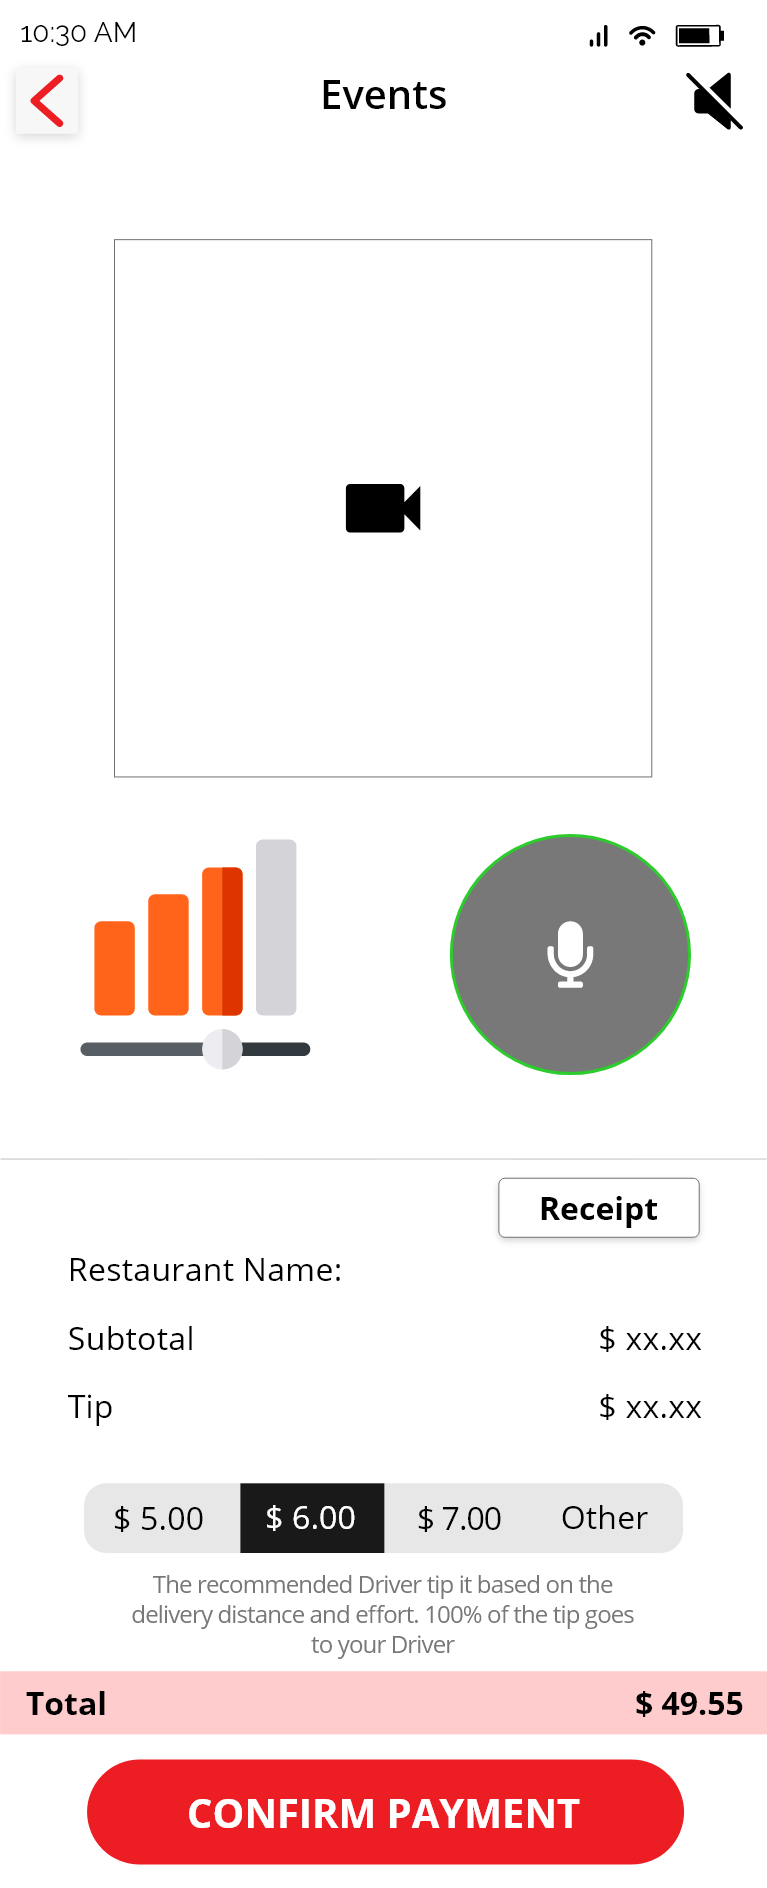 10:30 AM
Events
Receipt
Restaurant Name:
Subtotal $ xx.xx
Tip $ xx.xx
$ 5.00 $ 6.00 $ 7.00 Other
The recommended Driver tip it based on the
delivery distance and effort. 100% of the tip goes
to your Driver
Total $ 49.55
CONFIRM PAYMENT